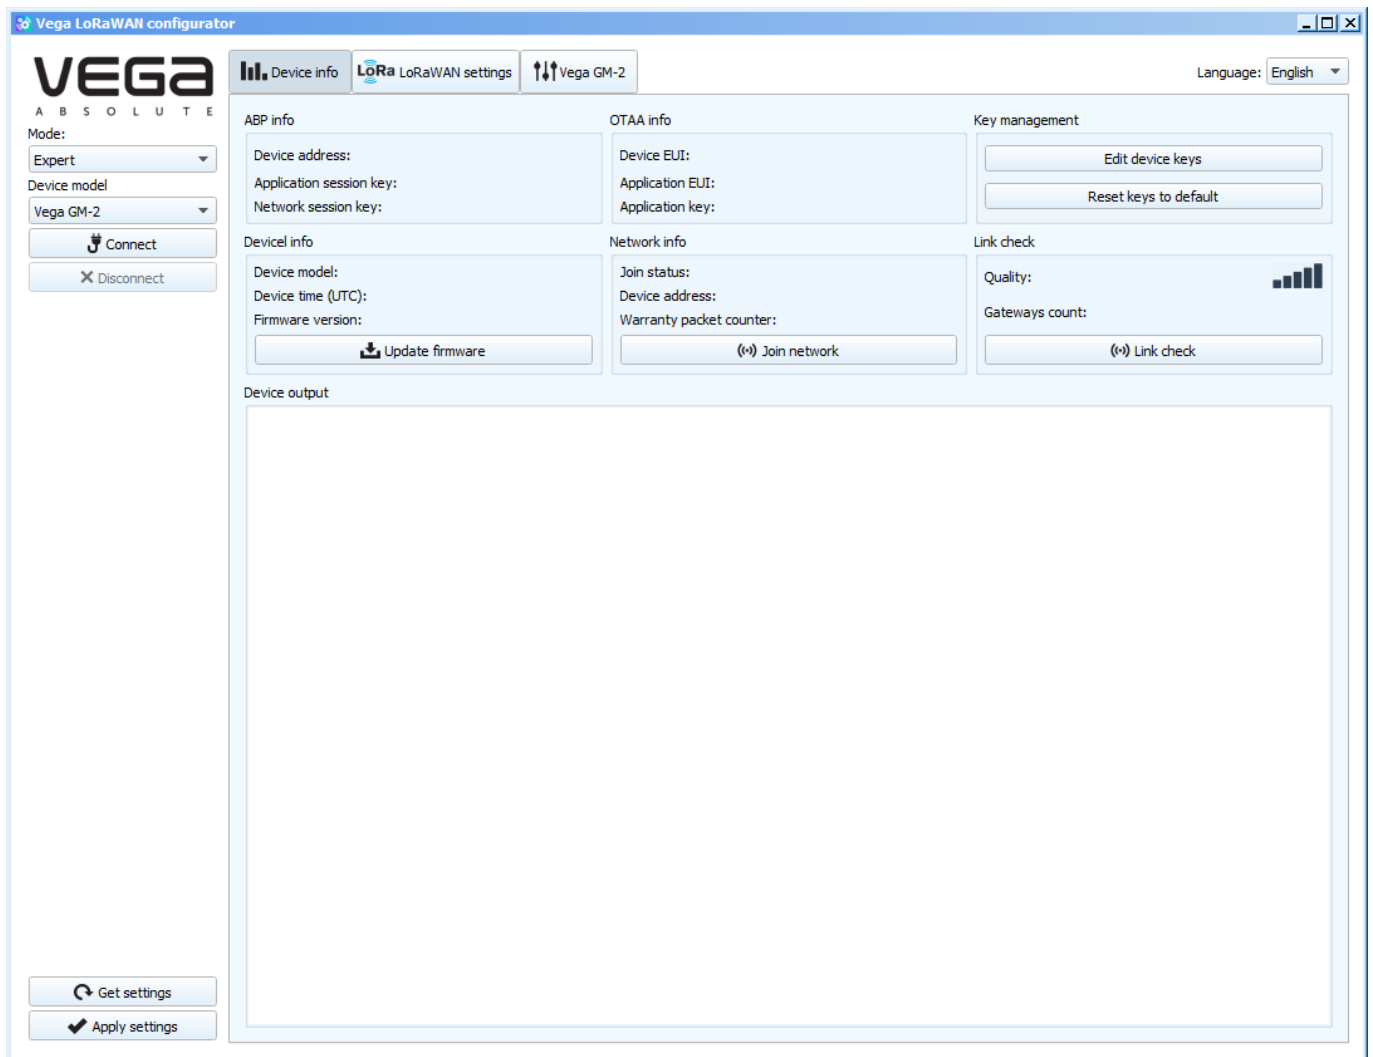 Vega LoRaWAN configurator
VEGA
ABSOLUTE
Mode:
Expert
Device model
Vega GM-2
Connect
Disconnect
Get settings
Apply settings
Device info
LoRa LoRaWAN settings
Vega GM-2
Language: English
ABP info
Device address:
Application session key:
Network session key:
OTAA info
Device EUI:
Application EUI:
Application key:
Key management
Edit device keys
Reset keys to default
Devicel info
Device model:
Device time (UTC):
Firmware version:
Update firmware
Network info
Join status:
Device address:
Warranty packet counter:
Join network
Link check
Quality:
Gateways count:
Link check
Device output